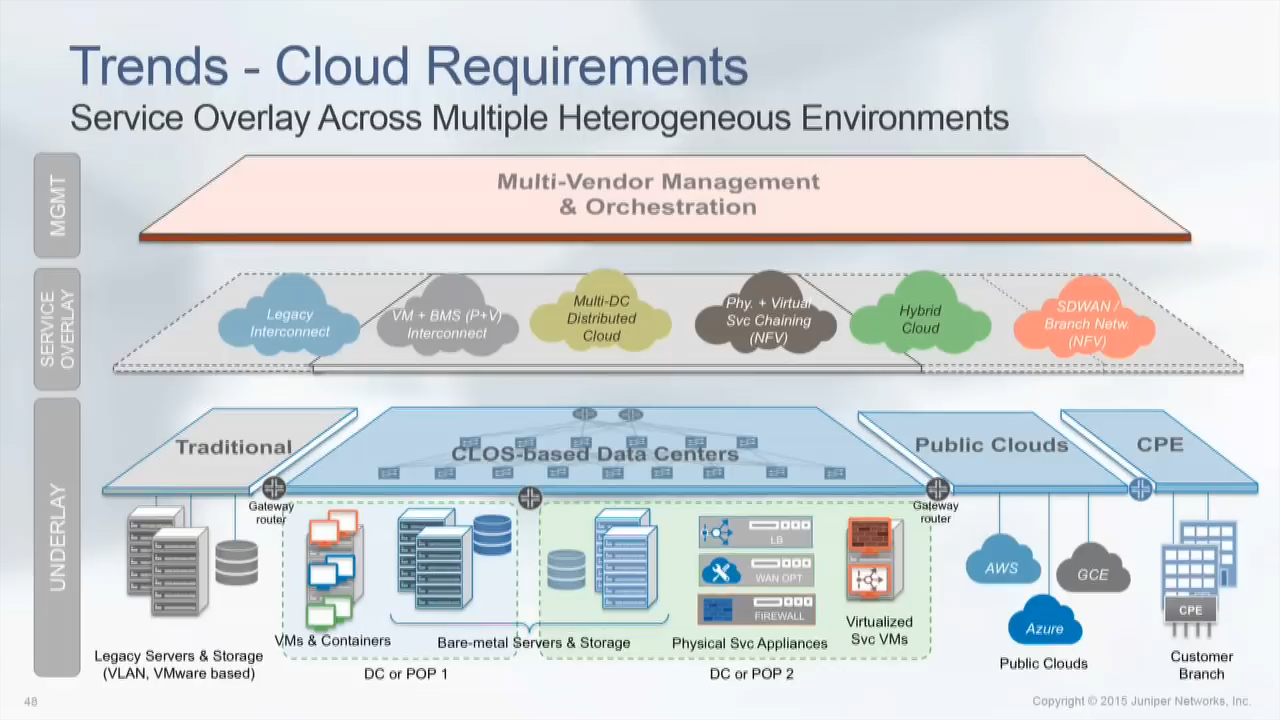 Trends - Cloud Requirements
Service Overlay Across Multiple Heterogeneous Environments
MGMT
Multi-Vendor Management
& Orchestration
SERVICE
OVERLAY
Legacy
Interconnect
VM + BMS (P+V)
Interconnect
Multi-DC
Distributed
Cloud
Phy. + Virtual
Svc Chaining
(NFV)
Hybrid
Cloud
SDWAN /
Branch Netw.
(NFV)
UNDERLAY
Traditional
CLOS-based Data Centers
Public Clouds
CPE
Gateway
router
Gateway
router
LB
WAN OPT
FIREWALL
AWS
GCE
Azure
CPE
VMs & Containers
Bare-metal Servers & Storage
Physical Svc Appliances
Virtualized
Svc VMs
Legacy Servers & Storage
(VLAN, VMware based)
DC or POP 1
DC or POP 2
Public Clouds
Customer
Branch
48
Copyright © 2015 Juniper Networks, Inc.